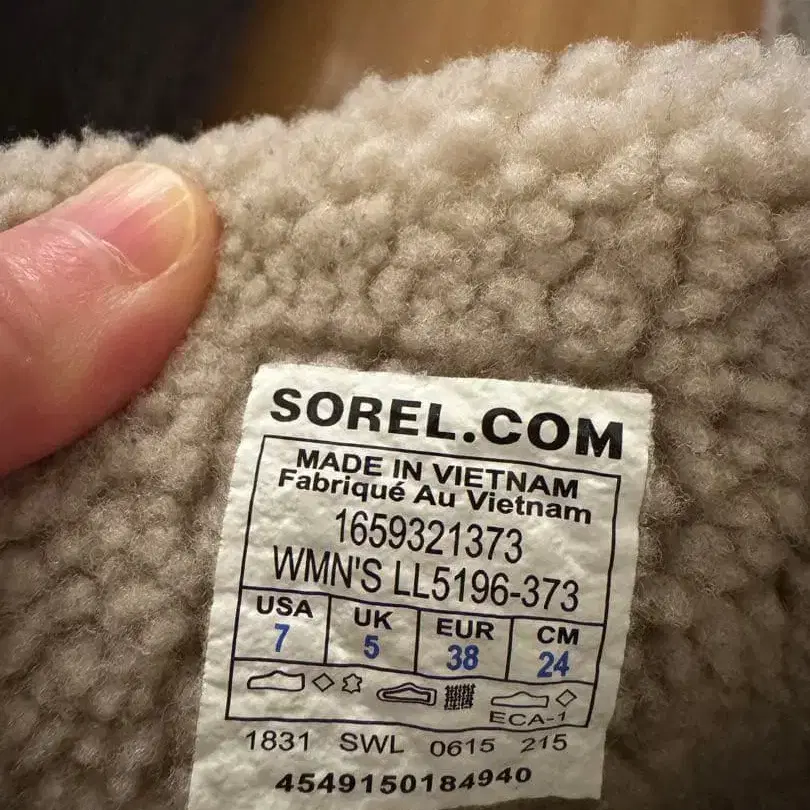 SOREL.COM
MADE IN VIETNAM
Fabriqué Au Vietnam
1659321373
WMN'S LL5196-373
USA UK EUR CM
7 5 38 24
ECA-1
1831 SWL 0615 215
4549150184940